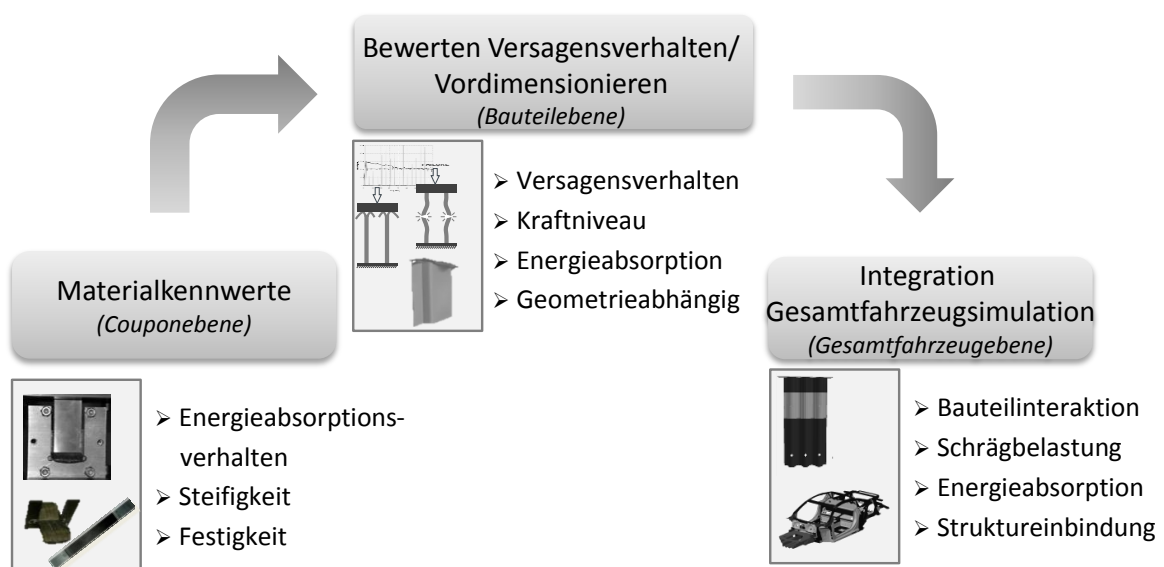 Materialkennwerte
(Couponebene)
➢ Energieabsorptions-
verhalten
➢ Steifigkeit
➢ Festigkeit
Bewerten Versagensverhalten/
Vordimensionieren
(Bauteilebene)
➢ Versagensverhalten
➢ Kraftniveau
➢ Energieabsorption
➢ Geometrieabhängig
Integration
Gesamtfahrzeugsimulation
(Gesamtfahrzeugebene)
➢ Bauteilinteraktion
➢ Schrägbelastung
➢ Energieabsorption
➢ Struktureinbindung